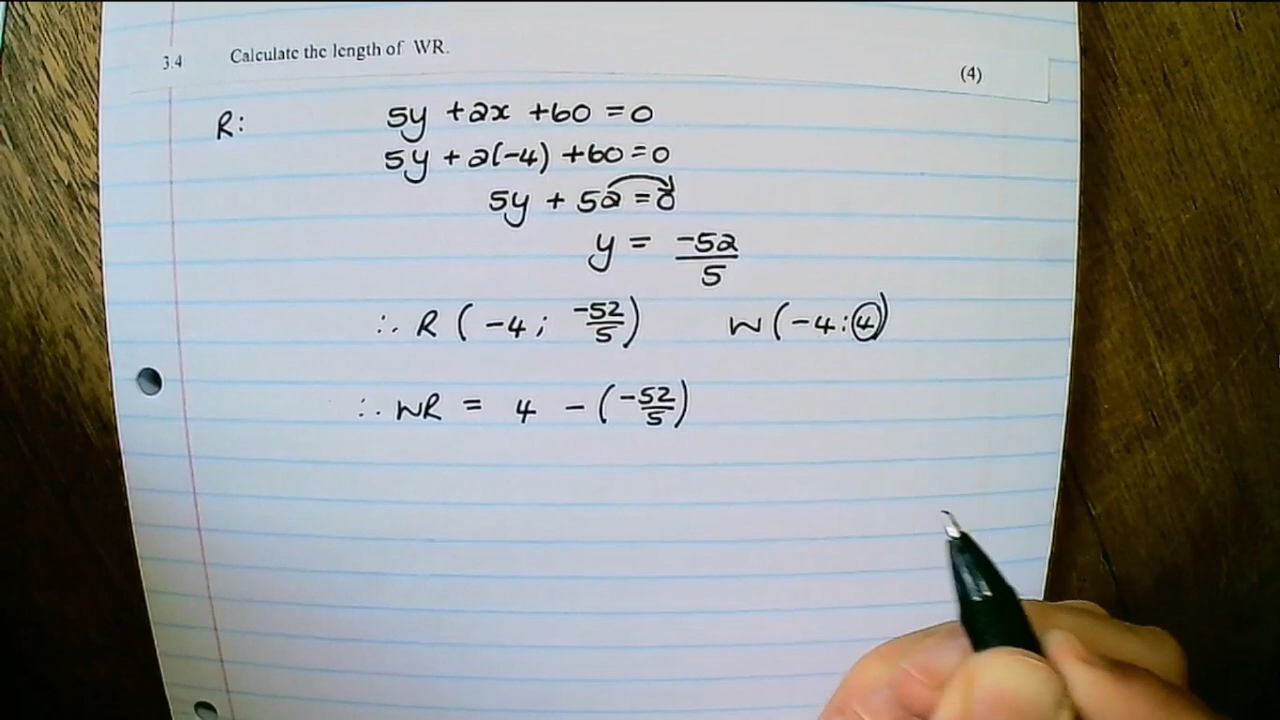 3.4 Calculate the length of WR.
(4)
R: 5y + 2x + 60 = 0
5y + 2(-4) + 60 = 0
5y + 52 = 0
y = -52/5
∴ R (-4; -52/5) W (-4:4)
∴ WR = 4 - (-52/5)